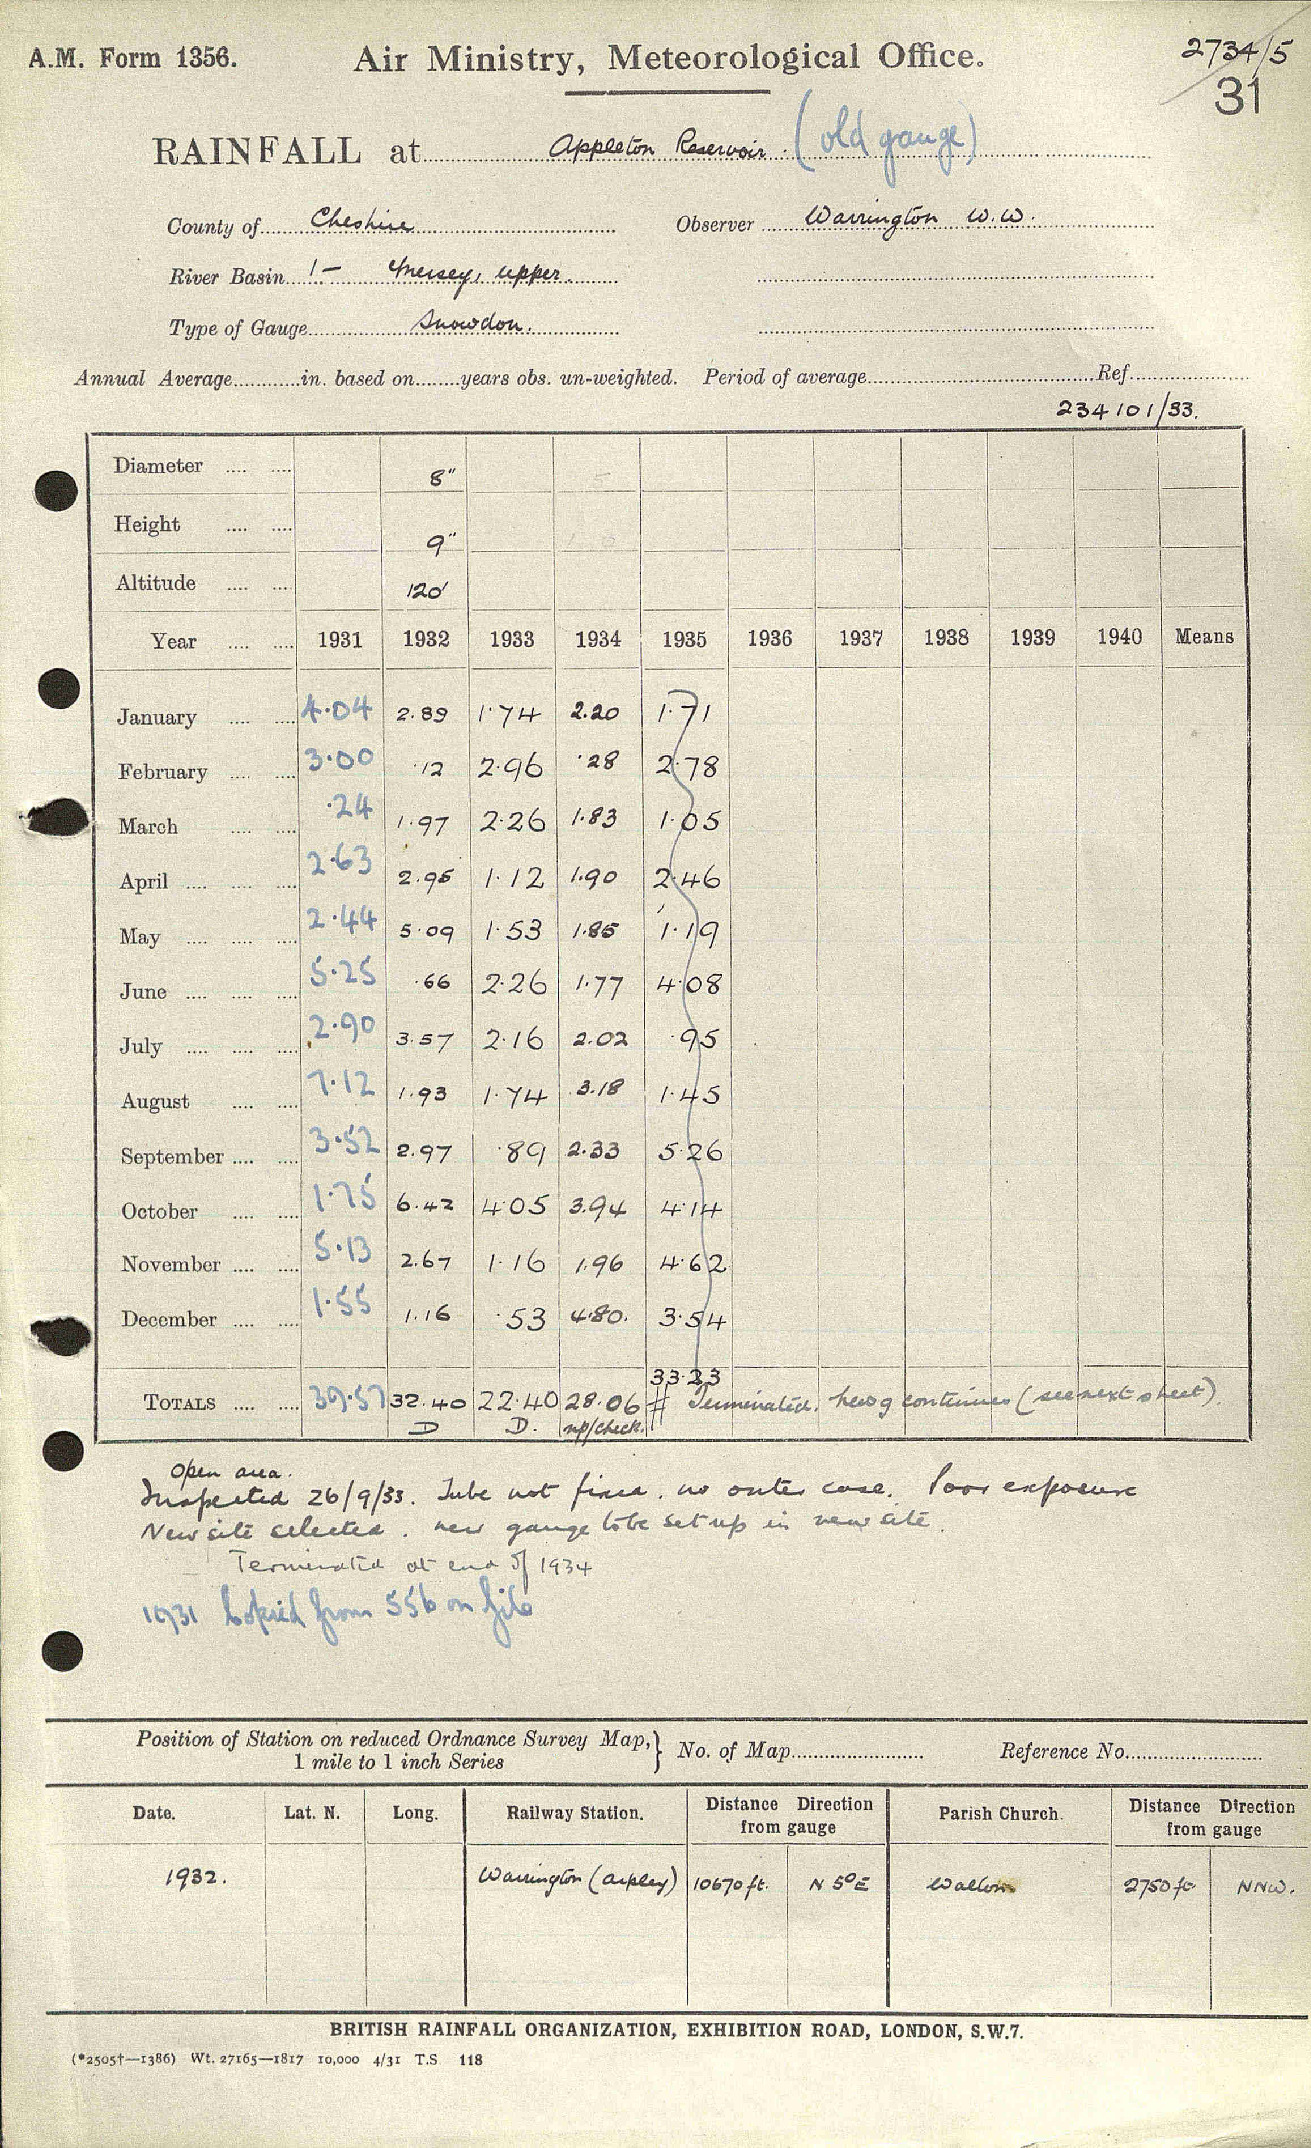 A.M. Form 1356. Air Ministry, Meteorological Office. 2734/5
31
RAINFALL at Appleton Reservoir. (old gauge)
County of Cheshire Observer Warrington W.W.
River Basin 1- Mersey, upper.
Type of Gauge Snowdon.
Annual Average in. based on years obs. un-weighted. Period of average Ref.
234101/33.
Diameter 8"
Height 9"
Altitude 120'
Year 1931 1932 1933 1934 1935 1936 1937 1938 1939 1940 Means
January 4.04 2.89 1.74 2.20 1.71
February 3.00 .12 2.96 .28 2.78
March .24 1.97 2.26 1.83 1.05
April 2.63 2.95 1.12 1.90 2.46
May 2.44 5.09 1.53 1.85 1.19
June 5.25 .66 2.26 1.77 4.08
July 2.90 3.57 2.16 2.02 .95
August 7.12 1.93 1.74 3.18 1.45
September 3.52 2.97 .89 2.33 5.26
October 1.75 6.42 4.05 3.94 4.14
November 5.13 2.67 1.16 1.96 4.62
December 1.55 1.16 .53 4.80. 3.54
33.23
TOTALS 39.57 32.40 22.40 28.06 # Terminated. new g continues (see next sheet).
D D. np/check.
Open area.
Inspected 26/9/33. Tube not fixed. no outer case. Poor exposure
New site selected. new gauge to be set up in new site.
Terminated at end of 1934
1931 Copied from 556 on file
Position of Station on reduced Ordnance Survey Map, 1 mile to 1 inch Series } No. of Map Reference No.
Date. Lat. N. Long. Railway Station. Distance Direction from gauge Parish Church. Distance Direction from gauge
1932. Warrington (Arpley) 10670 ft. N 5° E Walton 2750 ft NNW.
BRITISH RAINFALL ORGANIZATION, EXHIBITION ROAD, LONDON, S.W.7.
(*2505†—1386) Wt. 27165—1817 10,000 4/31 T.S 118